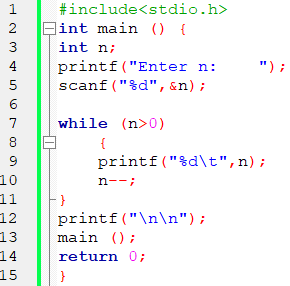 1 #include<stdio.h>
2 int main () {
3 int n;
4 printf("Enter n:    ");
5 scanf("%d",&n);
6
7 while (n>0)
8     {
9     printf("%d\t",n);
10     n--;
11 }
12 printf("\n\n");
13 main ();
14 return 0;
15 }